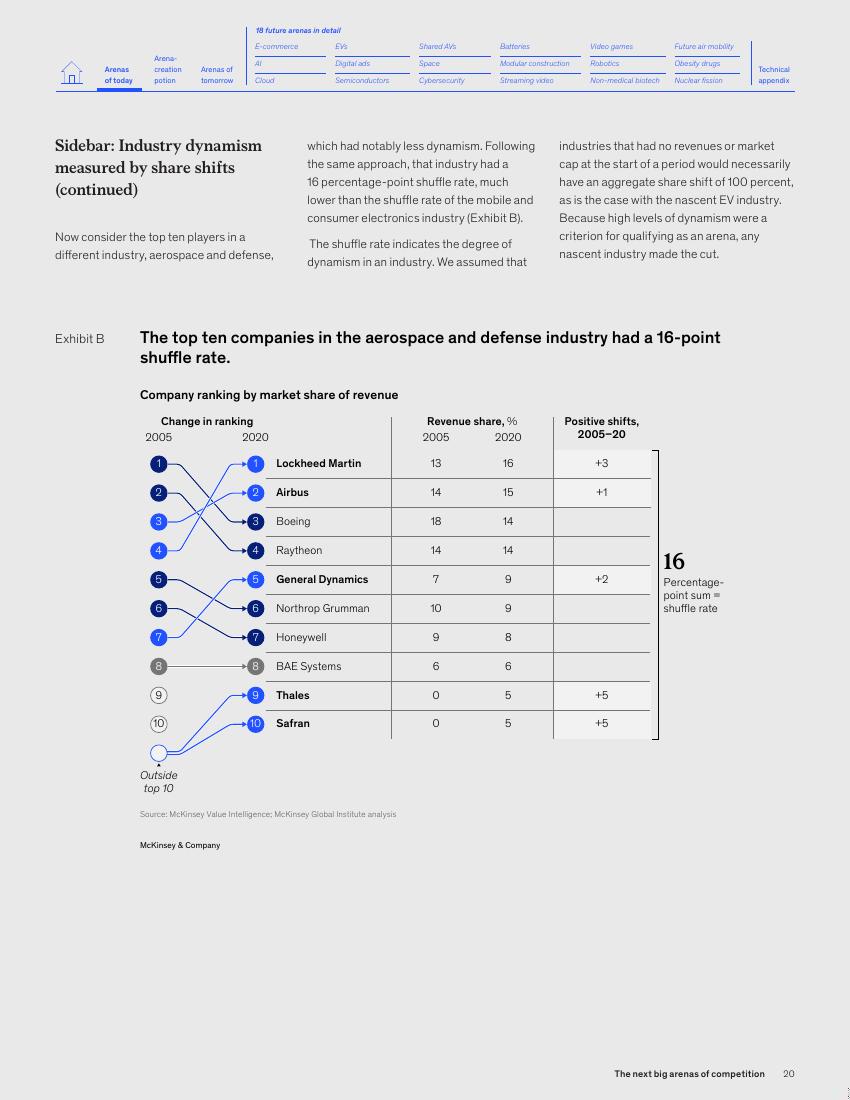 18 future arenas in detail
Arenas of today
Arena-creation potion
Arenas of tomorrow
E-commerce EVs Shared AVs Batteries Video games Future air mobility
AI Digital ads Space Modular construction Robotics Obesity drugs
Cloud Semiconductors Cybersecurity Streaming video Non-medical biotech Nuclear fission
Technical appendix
Sidebar: Industry dynamism
measured by share shifts
(continued)
Now consider the top ten players in a
different industry, aerospace and defense,
which had notably less dynamism. Following
the same approach, that industry had a
16 percentage-point shuffle rate, much
lower than the shuffle rate of the mobile and
consumer electronics industry (Exhibit B).
The shuffle rate indicates the degree of
dynamism in an industry. We assumed that
industries that had no revenues or market
cap at the start of a period would necessarily
have an aggregate share shift of 100 percent,
as is the case with the nascent EV industry.
Because high levels of dynamism were a
criterion for qualifying as an arena, any
nascent industry made the cut.
Exhibit B
The top ten companies in the aerospace and defense industry had a 16-point
shuffle rate.
Company ranking by market share of revenue
Change in ranking Revenue share, % Positive shifts,
2005 2020 2005 2020 2005–20
1 1 Lockheed Martin 13 16 +3
2 2 Airbus 14 15 +1
3 3 Boeing 18 14
4 4 Raytheon 14 14
5 5 General Dynamics 7 9 +2
6 6 Northrop Grumman 10 9
7 7 Honeywell 9 8
8 8 BAE Systems 6 6
9 9 Thales 0 5 +5
10 10 Safran 0 5 +5
Outside
top 10
16
Percentage-
point sum =
shuffle rate
Source: McKinsey Value Intelligence; McKinsey Global Institute analysis
McKinsey & Company
The next big arenas of competition 20